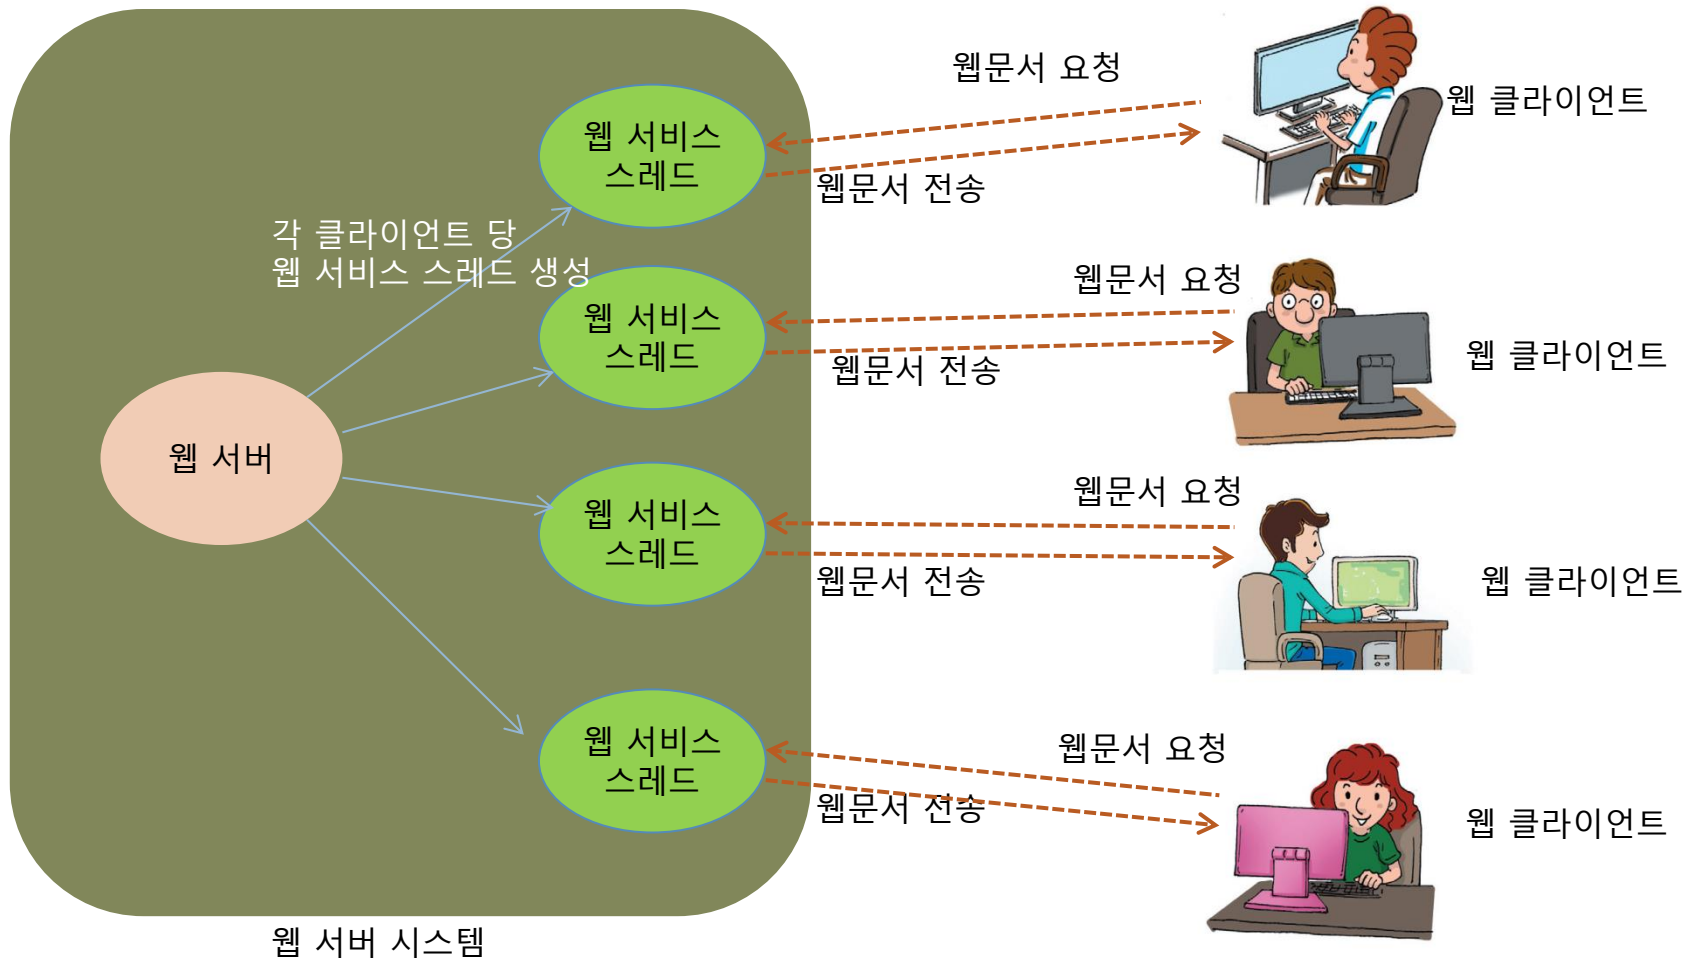 웹문서 요청
웹 클라이언트
웹 서비스
스레드
웹문서 전송
각 클라이언트 당
웹 서비스 스레드 생성
웹문서 요청
웹 서비스
스레드
웹 클라이언트
웹문서 전송
웹 서버
웹문서 요청
웹 서비스
스레드
웹문서 전송
웹 클라이언트
웹문서 요청
웹 서비스
스레드
웹문서 전송
웹 클라이언트
웹 서버 시스템